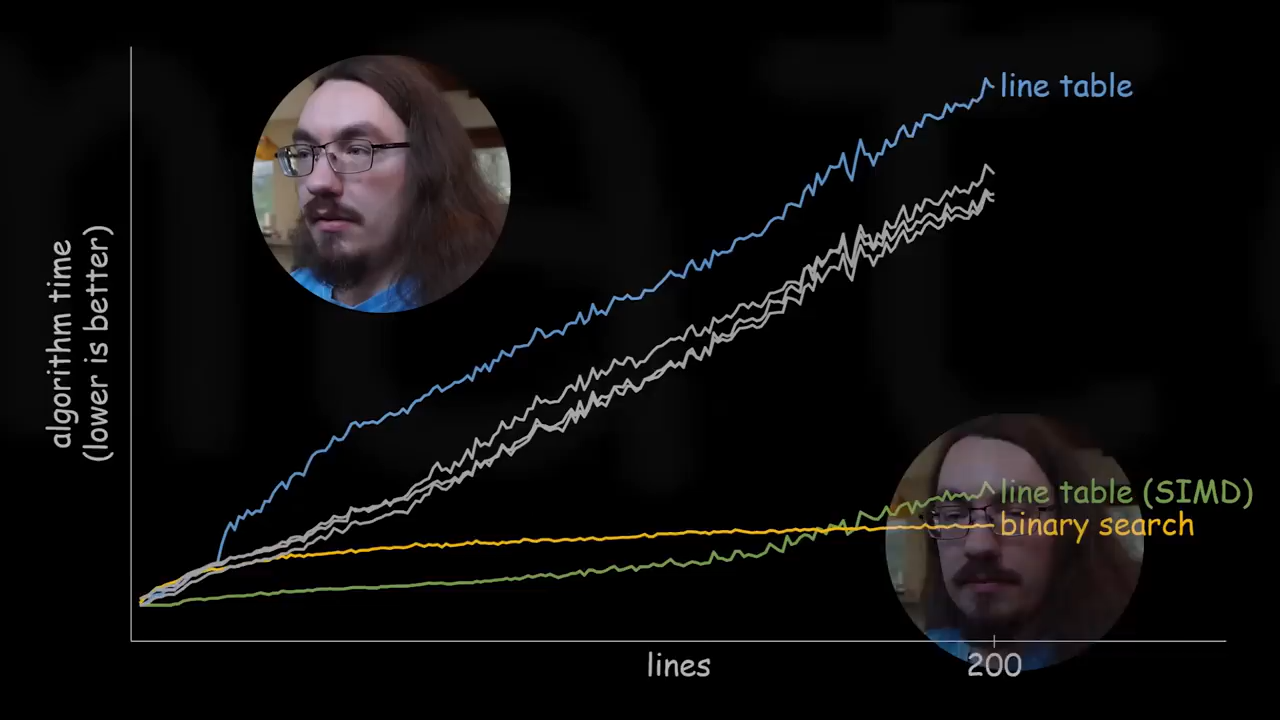 line table
algorithm time
(lower is better)
line table (SIMD)
binary search
lines
200